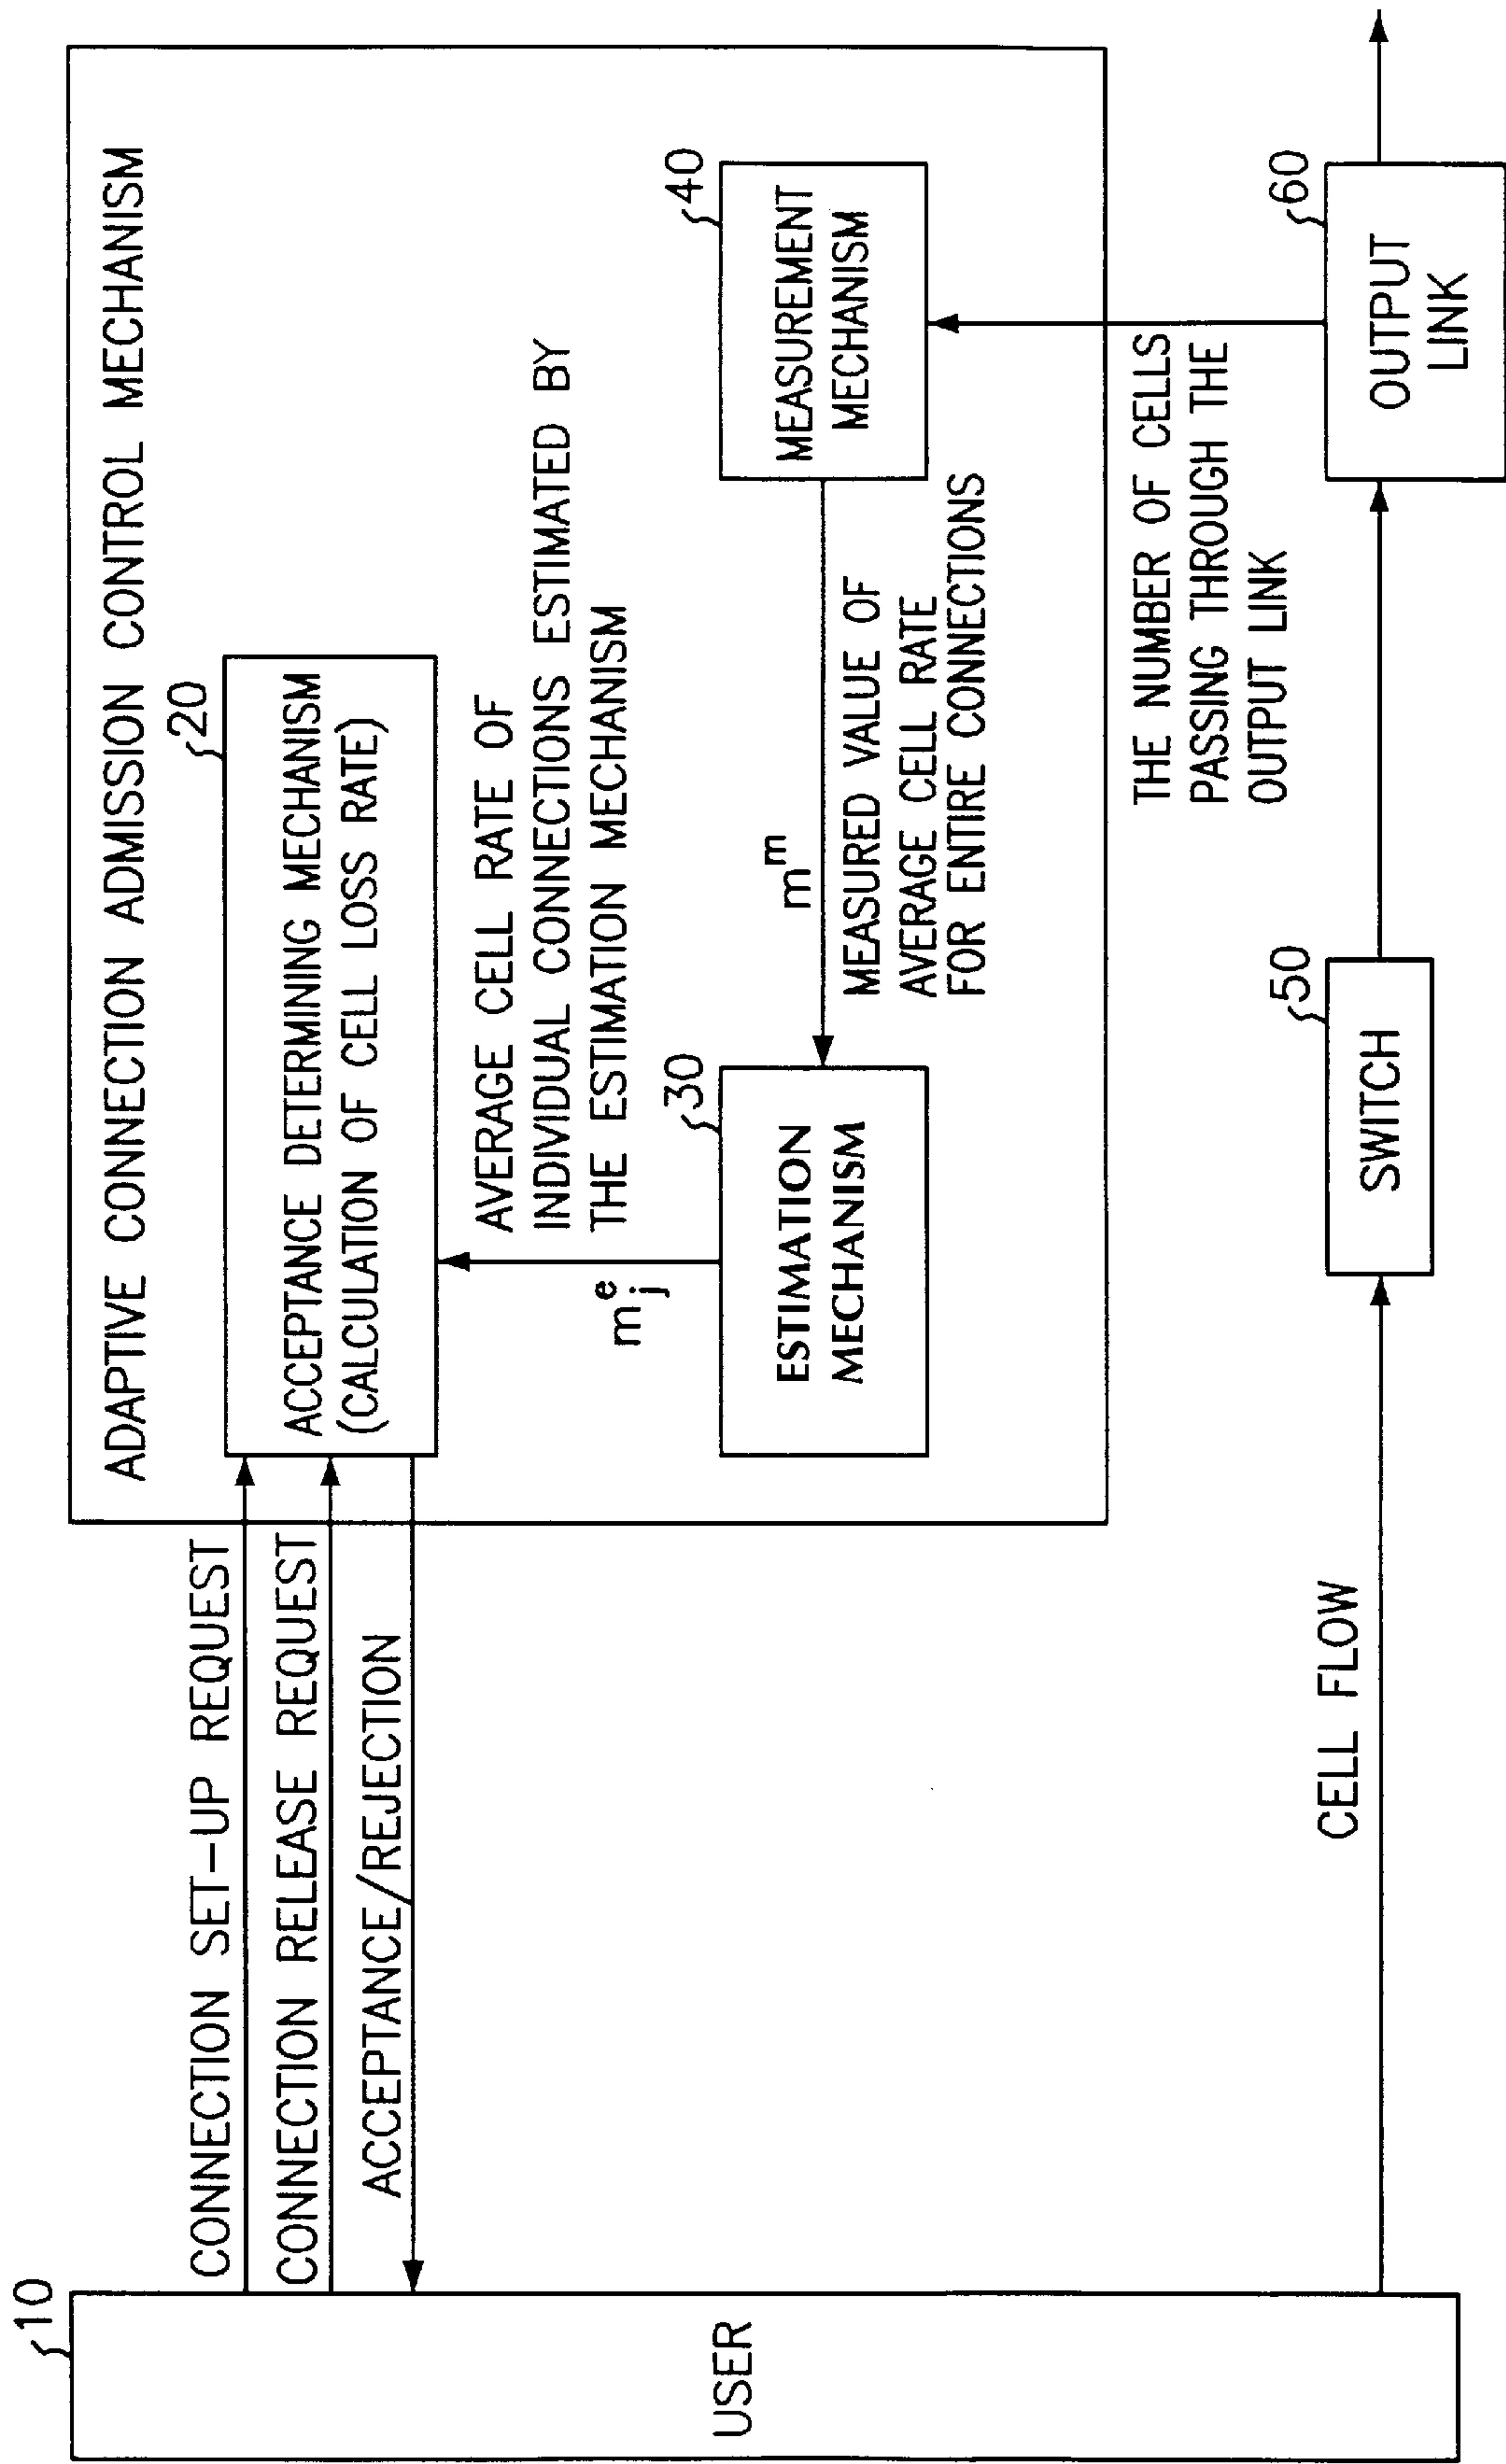 10
USER
CONNECTION SET-UP REQUEST
CONNECTION RELEASE REQUEST
ACCEPTANCE/REJECTION
ADAPTIVE CONNECTION ADMISSION CONTROL MECHANISM
20
ACCEPTANCE DETERMINING MECHANISM
(CALCULATION OF CELL LOSS RATE)
m_j^e
AVERAGE CELL RATE OF
INDIVIDUAL CONNECTIONS ESTIMATED BY
THE ESTIMATION MECHANISM
30
ESTIMATION
MECHANISM
m^m
MEASURED VALUE OF
AVERAGE CELL RATE
FOR ENTIRE CONNECTIONS
40
MEASUREMENT
MECHANISM
THE NUMBER OF CELLS
PASSING THROUGH THE
OUTPUT LINK
CELL FLOW
50
SWITCH
60
OUTPUT
LINK